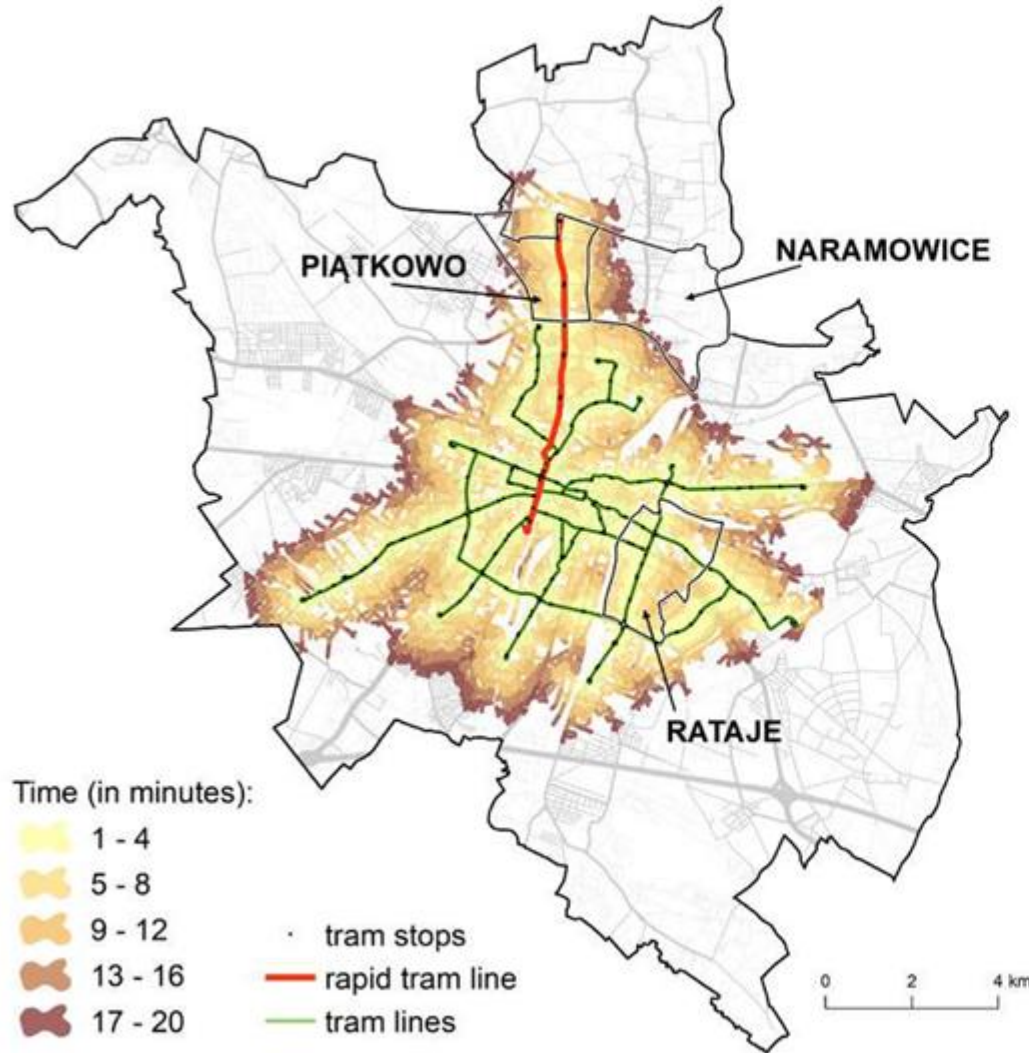 PIĄTKOWO
NARAMOWICE
RATAJE
Time (in minutes):
1 - 4
5 - 8
9 - 12
13 - 16
17 - 20
tram stops
rapid tram line
tram lines
0 2 4 km